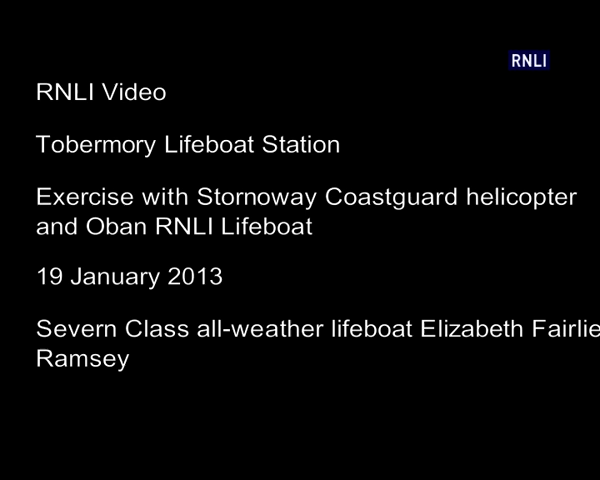 RNLI
RNLI Video
Tobermory Lifeboat Station
Exercise with Stornoway Coastguard helicopter
and Oban RNLI Lifeboat
19 January 2013
Severn Class all-weather lifeboat Elizabeth Fairlie
Ramsey